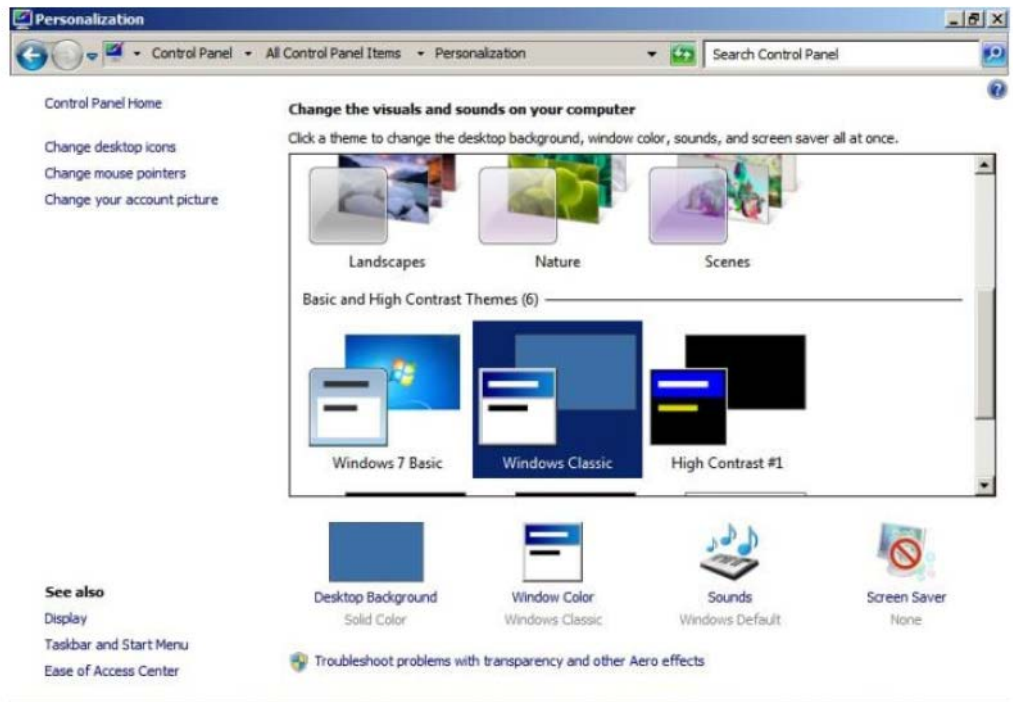 Personalization
Control Panel All Control Panel Items Personalization
Search Control Panel
Control Panel Home
Change desktop icons
Change mouse pointers
Change your account picture
Change the visuals and sounds on your computer
Click a theme to change the desktop background, window color, sounds, and screen saver all at once.
Landscapes Nature Scenes
Basic and High Contrast Themes (6)
Windows 7 Basic Windows Classic High Contrast #1
Desktop Background Window Color Sounds Screen Saver
Solid Color Windows Classic Windows Default None
Troubleshoot problems with transparency and other Aero effects
See also
Display
Taskbar and Start Menu
Ease of Access Center